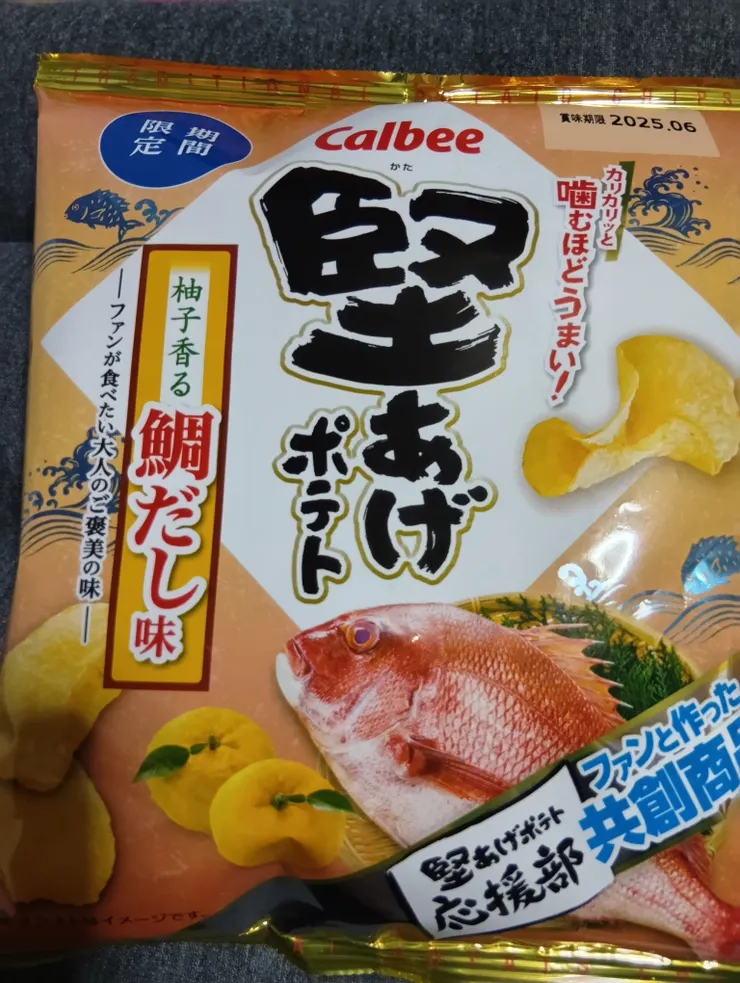 TRADITIONAL POTATO CHIPS
期間
限定
Calbee
賞味期限 2025.06
かた
堅あげ
ポテト
カリカリッと
噛むほどうまい!
柚子香る
鯛だし味
―ファンが食べたい大人のご褒美の味―
ファンと作った
共創商品
堅あげポテト
応援部
イメージです。